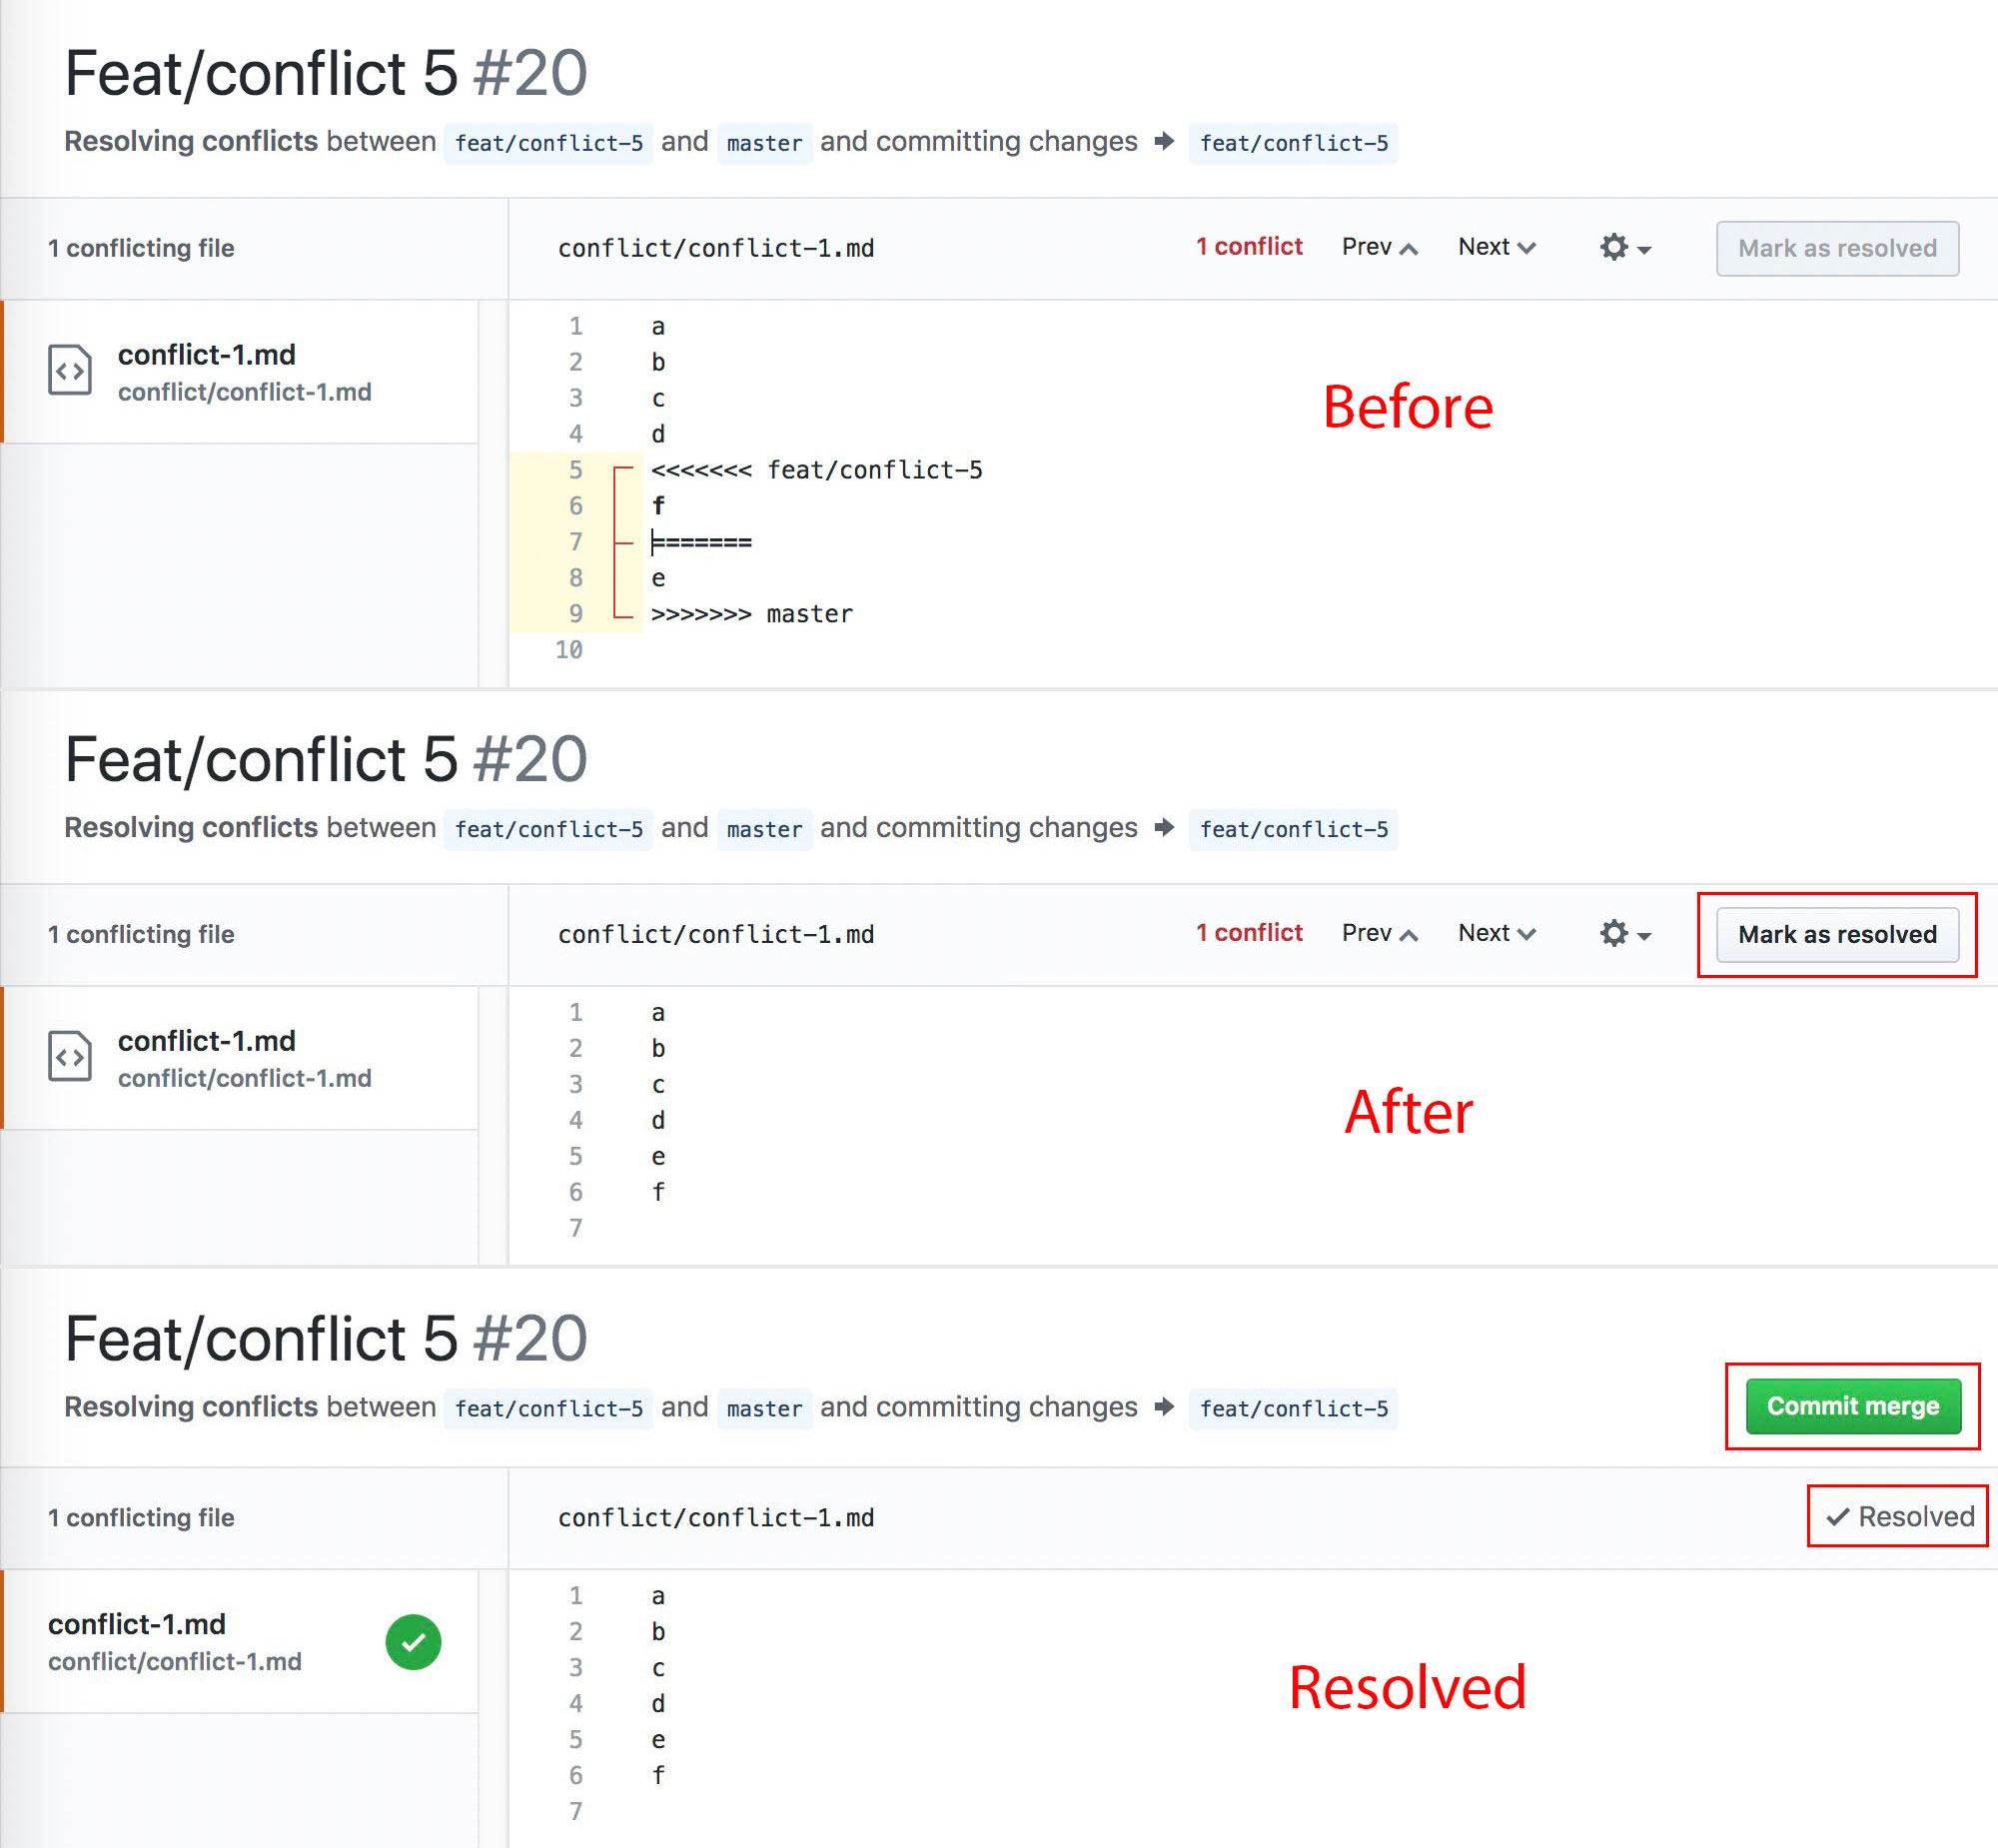 Feat/conflict 5 #20
Resolving conflicts between feat/conflict-5 and master and committing changes feat/conflict-5
1 conflicting file conflict/conflict-1.md 1 conflict Prev Next Mark as resolved
conflict-1.md
conflict/conflict-1.md
Before
1 a
2 b
3 c
4 d
5 <<<<<<< feat/conflict-5
6 f
7 =======
8 e
9 >>>>>>> master
10
Feat/conflict 5 #20
Resolving conflicts between feat/conflict-5 and master and committing changes feat/conflict-5
1 conflicting file conflict/conflict-1.md 1 conflict Prev Next Mark as resolved
conflict-1.md
conflict/conflict-1.md
After
1 a
2 b
3 c
4 d
5 e
6 f
7
Feat/conflict 5 #20
Resolving conflicts between feat/conflict-5 and master and committing changes feat/conflict-5 Commit merge
1 conflicting file conflict/conflict-1.md Resolved
conflict-1.md
conflict/conflict-1.md
Resolved
1 a
2 b
3 c
4 d
5 e
6 f
7